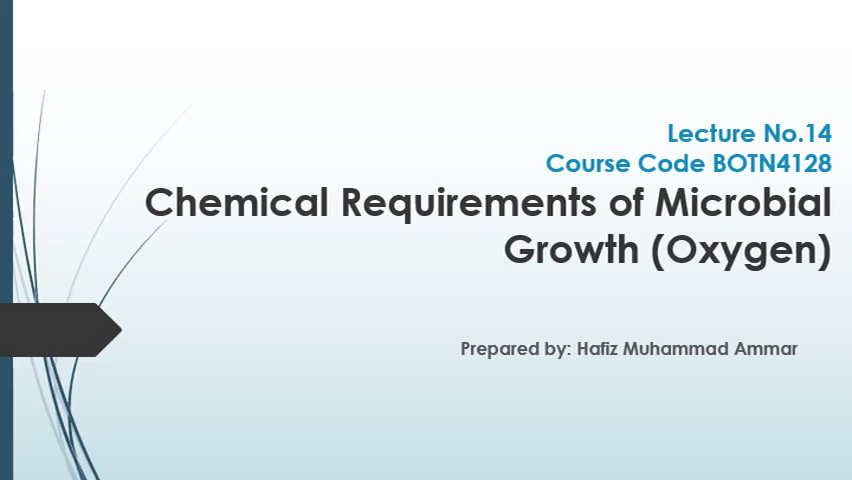 Lecture No.14
Course Code BOTN4128
Chemical Requirements of Microbial
Growth (Oxygen)
Prepared by: Hafiz Muhammad Ammar